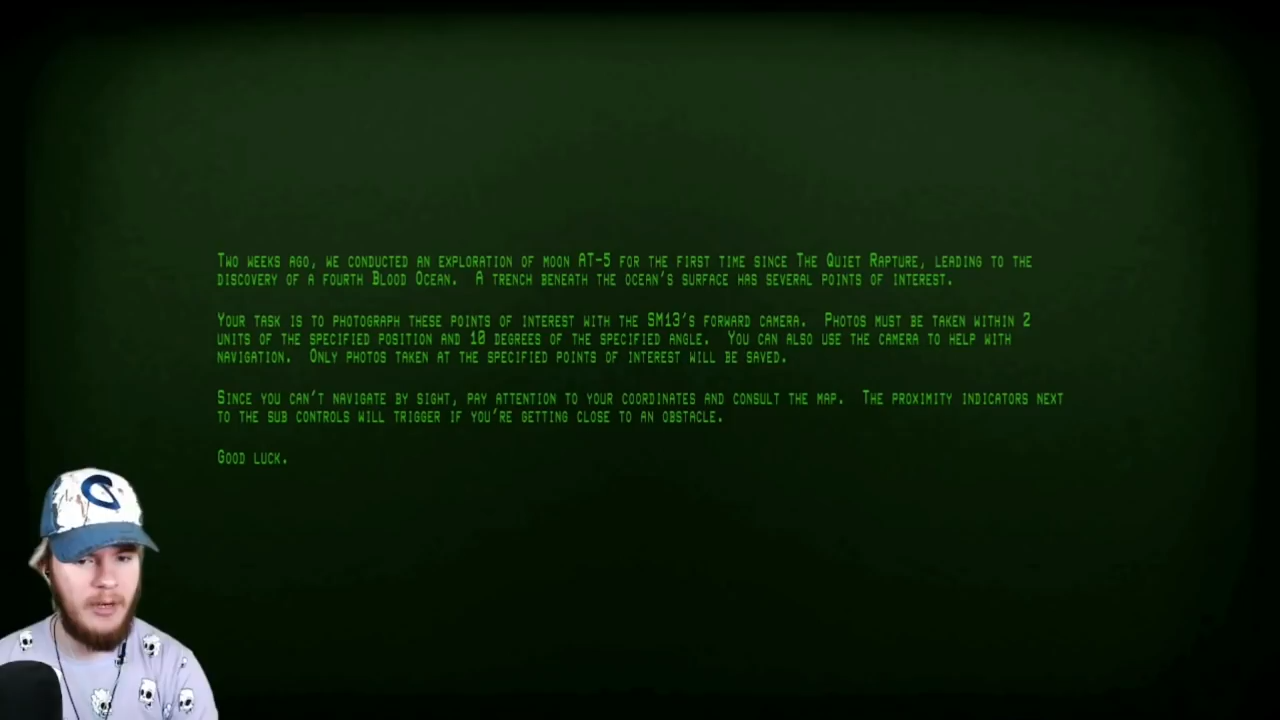 Two weeks ago, we conducted an exploration of moon AT-5 for the first time since The Quiet Rapture, leading to the
discovery of a fourth Blood Ocean.  A trench beneath the ocean's surface has several points of interest.
Your task is to photograph these points of interest with the SM13's forward camera.  Photos must be taken within 2
units of the specified position and 10 degrees of the specified angle.  You can also use the camera to help with
navigation.  Only photos taken at the specified points of interest will be saved.
Since you can't navigate by sight, pay attention to your coordinates and consult the map.  The proximity indicators next
to the sub controls will trigger if you're getting close to an obstacle.
Good luck.